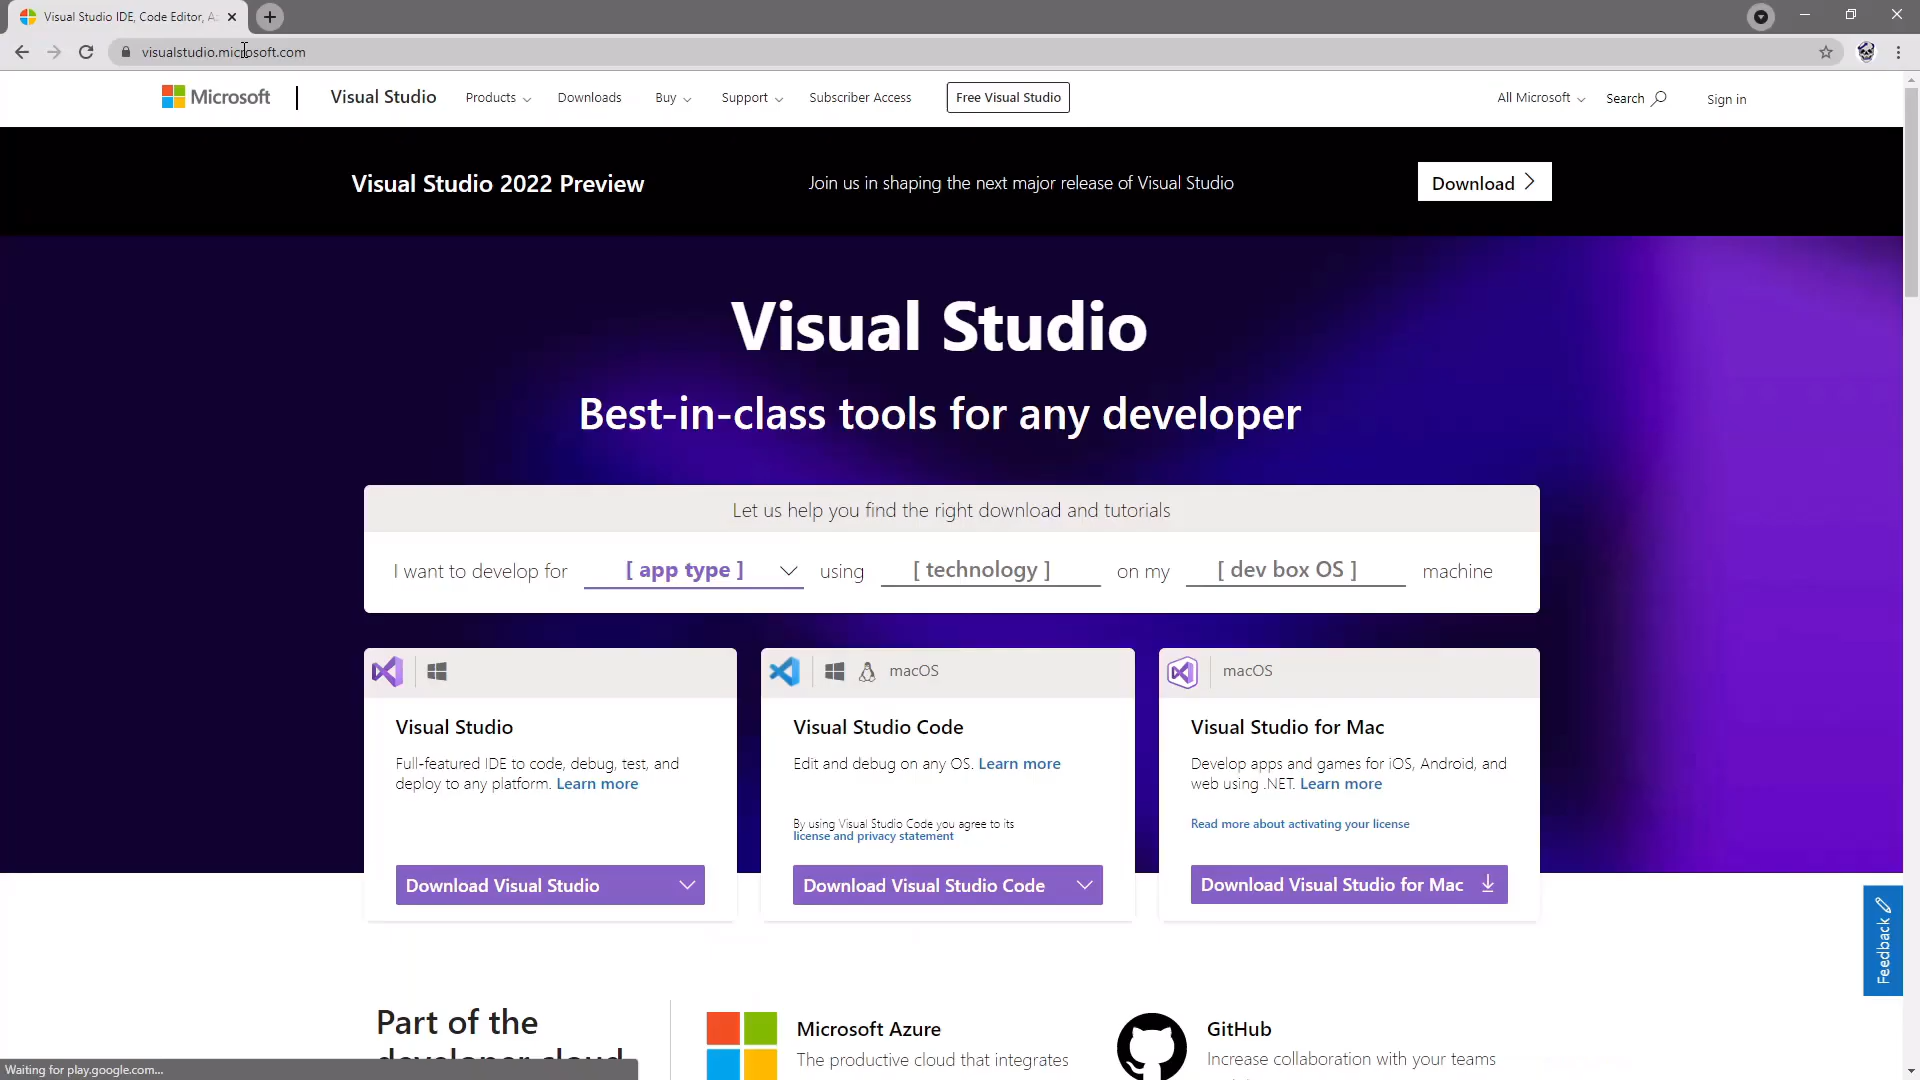 Visual Studio IDE, Code Editor, Az
visualstudio.microsoft.com
Microsoft
Visual Studio
Products
Downloads
Buy
Support
Subscriber Access
Free Visual Studio
All Microsoft
Search
Sign in
Visual Studio 2022 Preview
Join us in shaping the next major release of Visual Studio
Download
Visual Studio
Best-in-class tools for any developer
Let us help you find the right download and tutorials
I want to develop for [ app type ] using [ technology ] on my [ dev box OS ] machine
Visual Studio
Full-featured IDE to code, debug, test, and
deploy to any platform. Learn more
Download Visual Studio
macOS
Visual Studio Code
Edit and debug on any OS. Learn more
By using Visual Studio Code you agree to its
license and privacy statement
Download Visual Studio Code
macOS
Visual Studio for Mac
Develop apps and games for iOS, Android, and
web using .NET. Learn more
Read more about activating your license
Download Visual Studio for Mac
Feedback
Part of the
developer cloud
Microsoft Azure
The productive cloud that integrates
GitHub
Increase collaboration with your teams
Waiting for play.google.com...